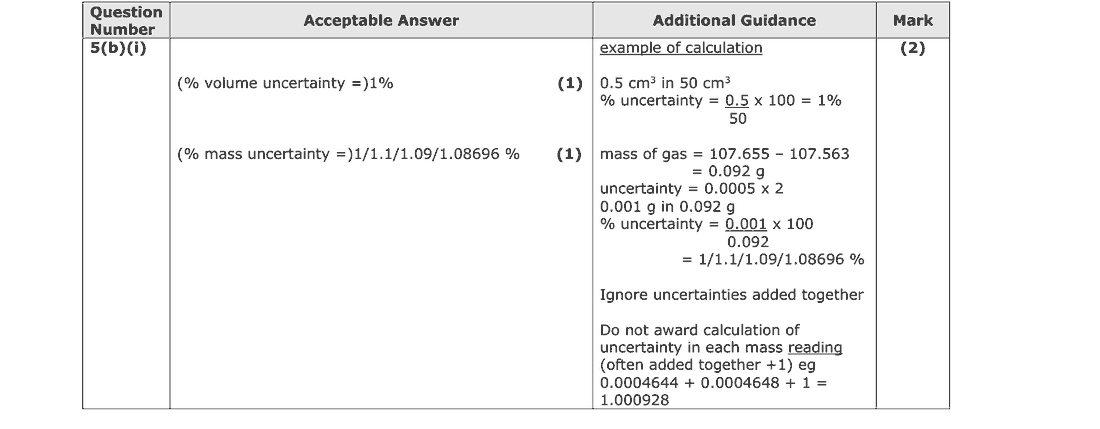 Question Number Acceptable Answer Additional Guidance Mark
5(b)(i) example of calculation (2)
(% volume uncertainty =)1% (1) 0.5 cm³ in 50 cm³
% uncertainty = 0.5 x 100 = 1%
50
(% mass uncertainty =)1/1.1/1.09/1.08696 % (1) mass of gas = 107.655 – 107.563
= 0.092 g
uncertainty = 0.0005 x 2
0.001 g in 0.092 g
% uncertainty = 0.001 x 100
0.092
= 1/1.1/1.09/1.08696 %
Ignore uncertainties added together
Do not award calculation of
uncertainty in each mass reading
(often added together +1) eg
0.0004644 + 0.0004648 + 1 =
1.000928